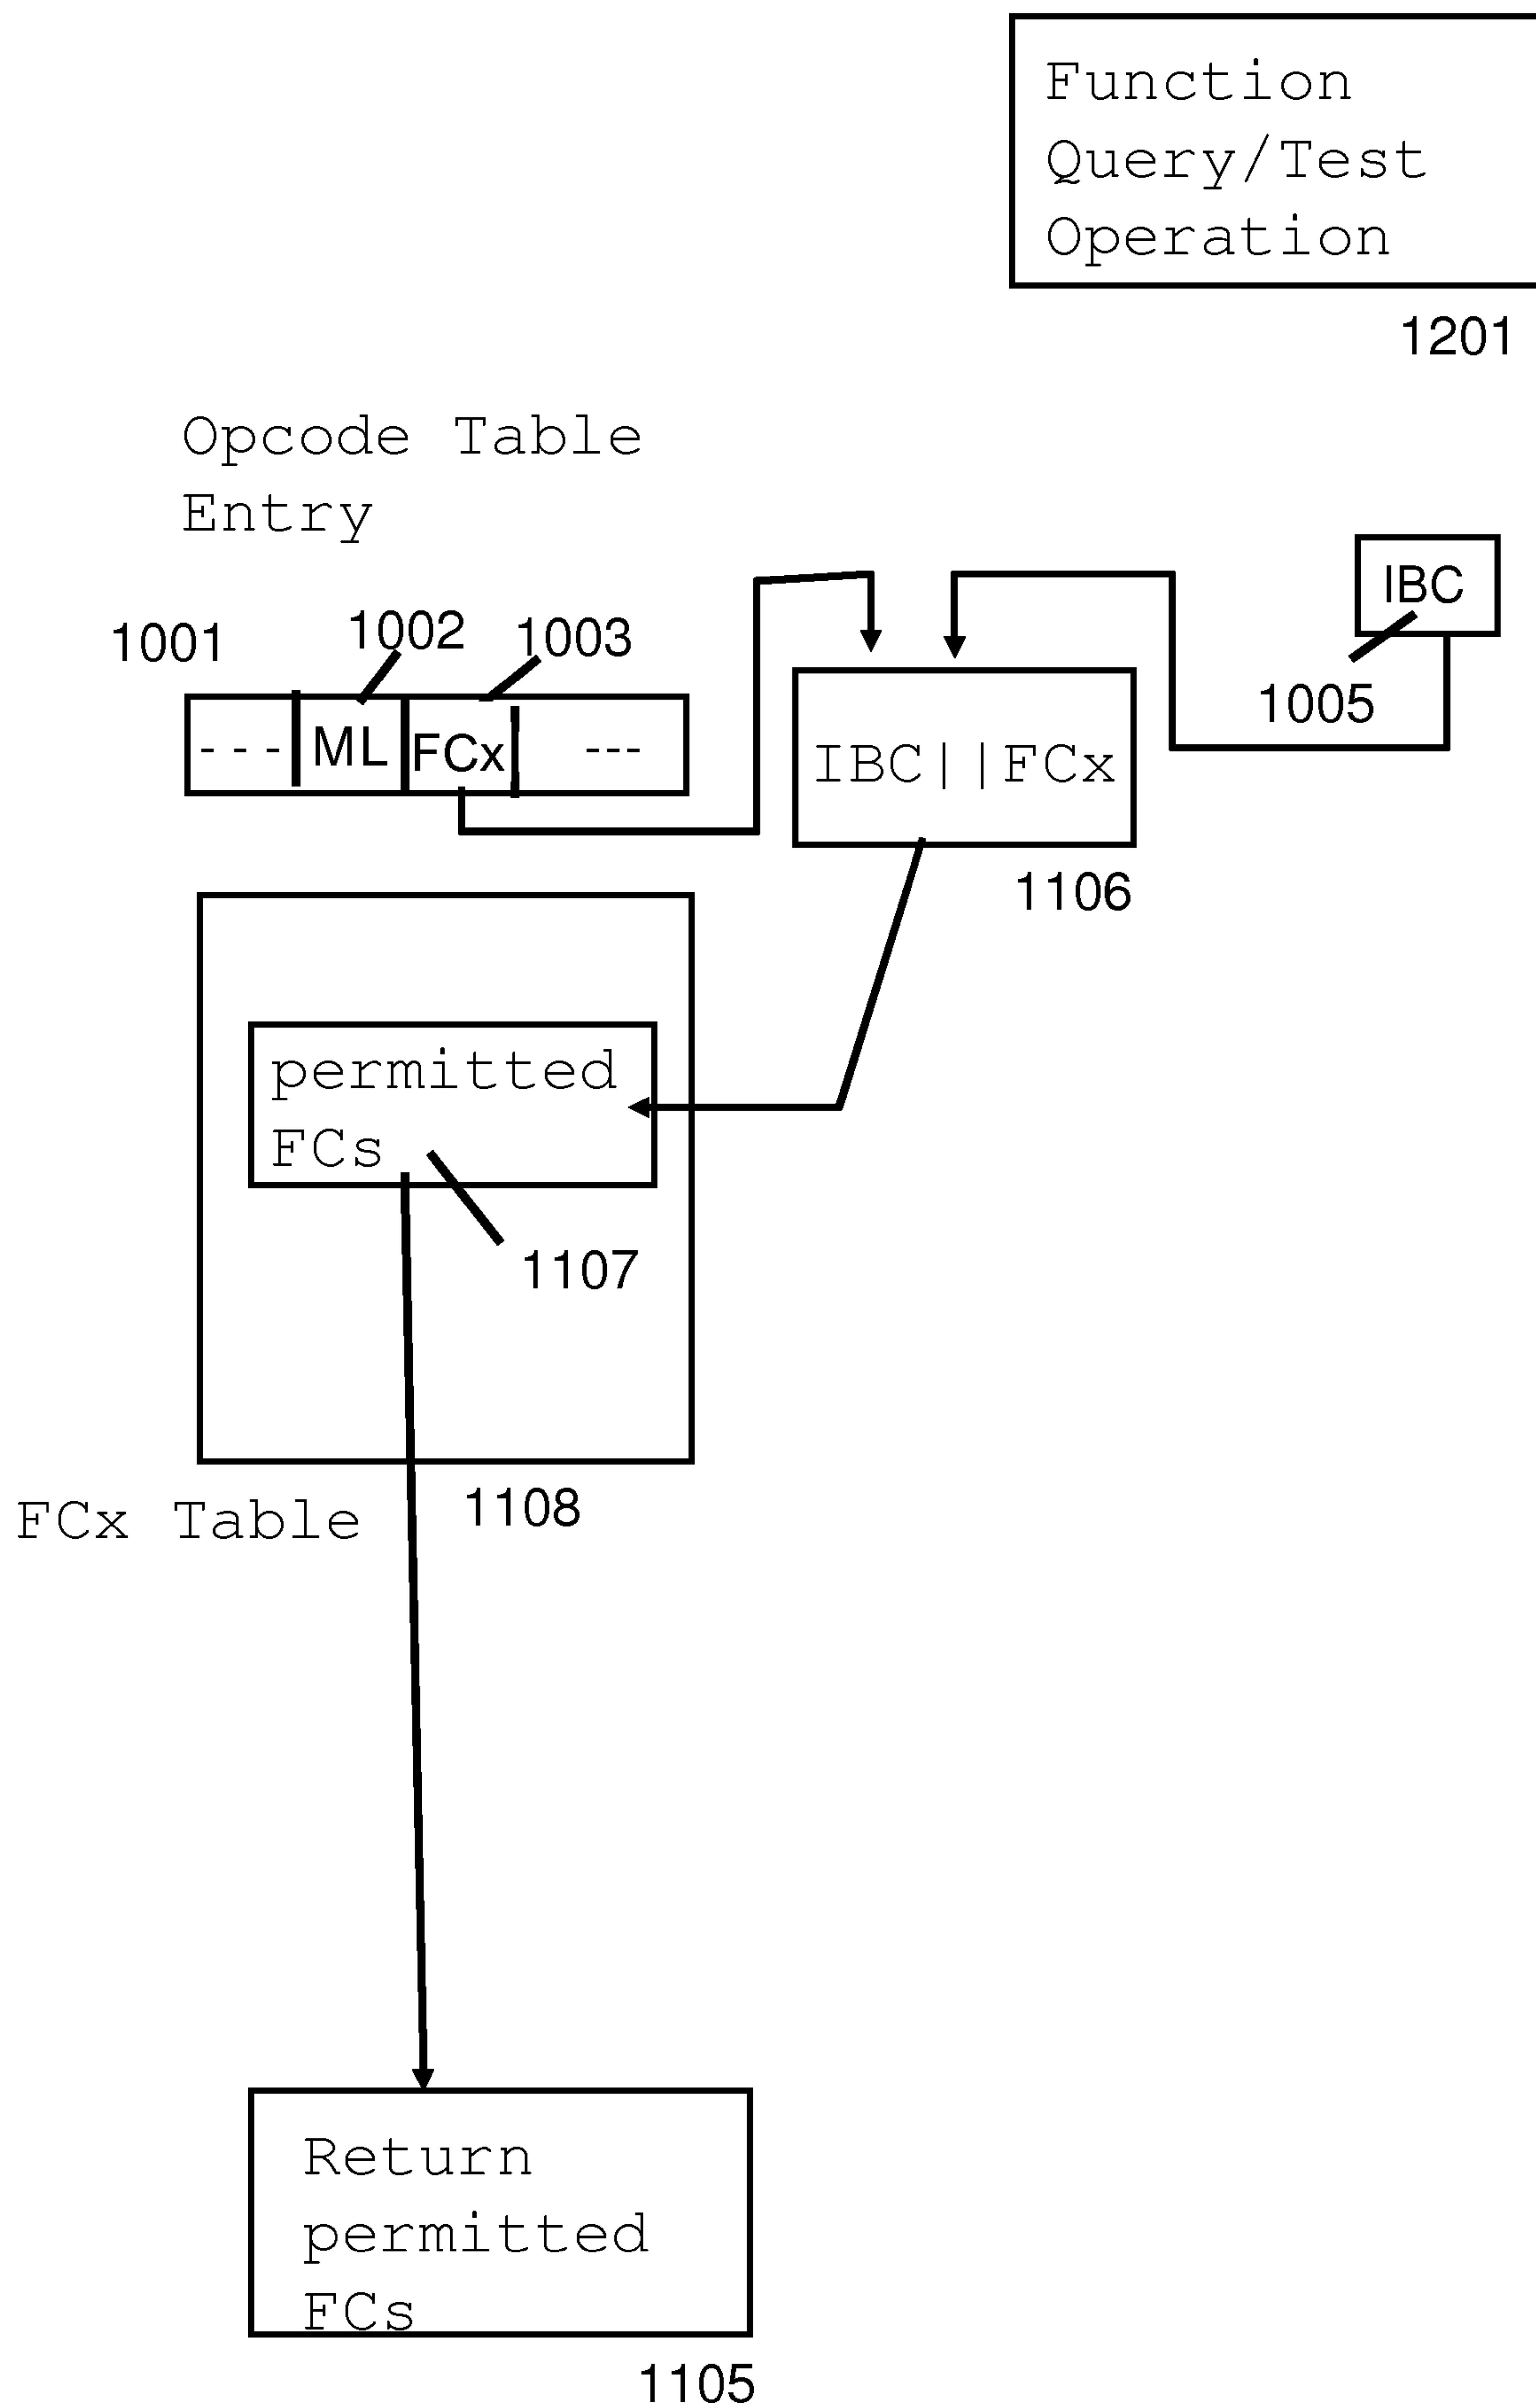 Function
Query/Test
Operation
1201
Opcode Table
Entry
IBC
1001
1002
1003
1005
- - - ML FCx ---
IBC||FCx
1106
permitted
FCs
1107
FCx Table
1108
Return
permitted
FCs
1105